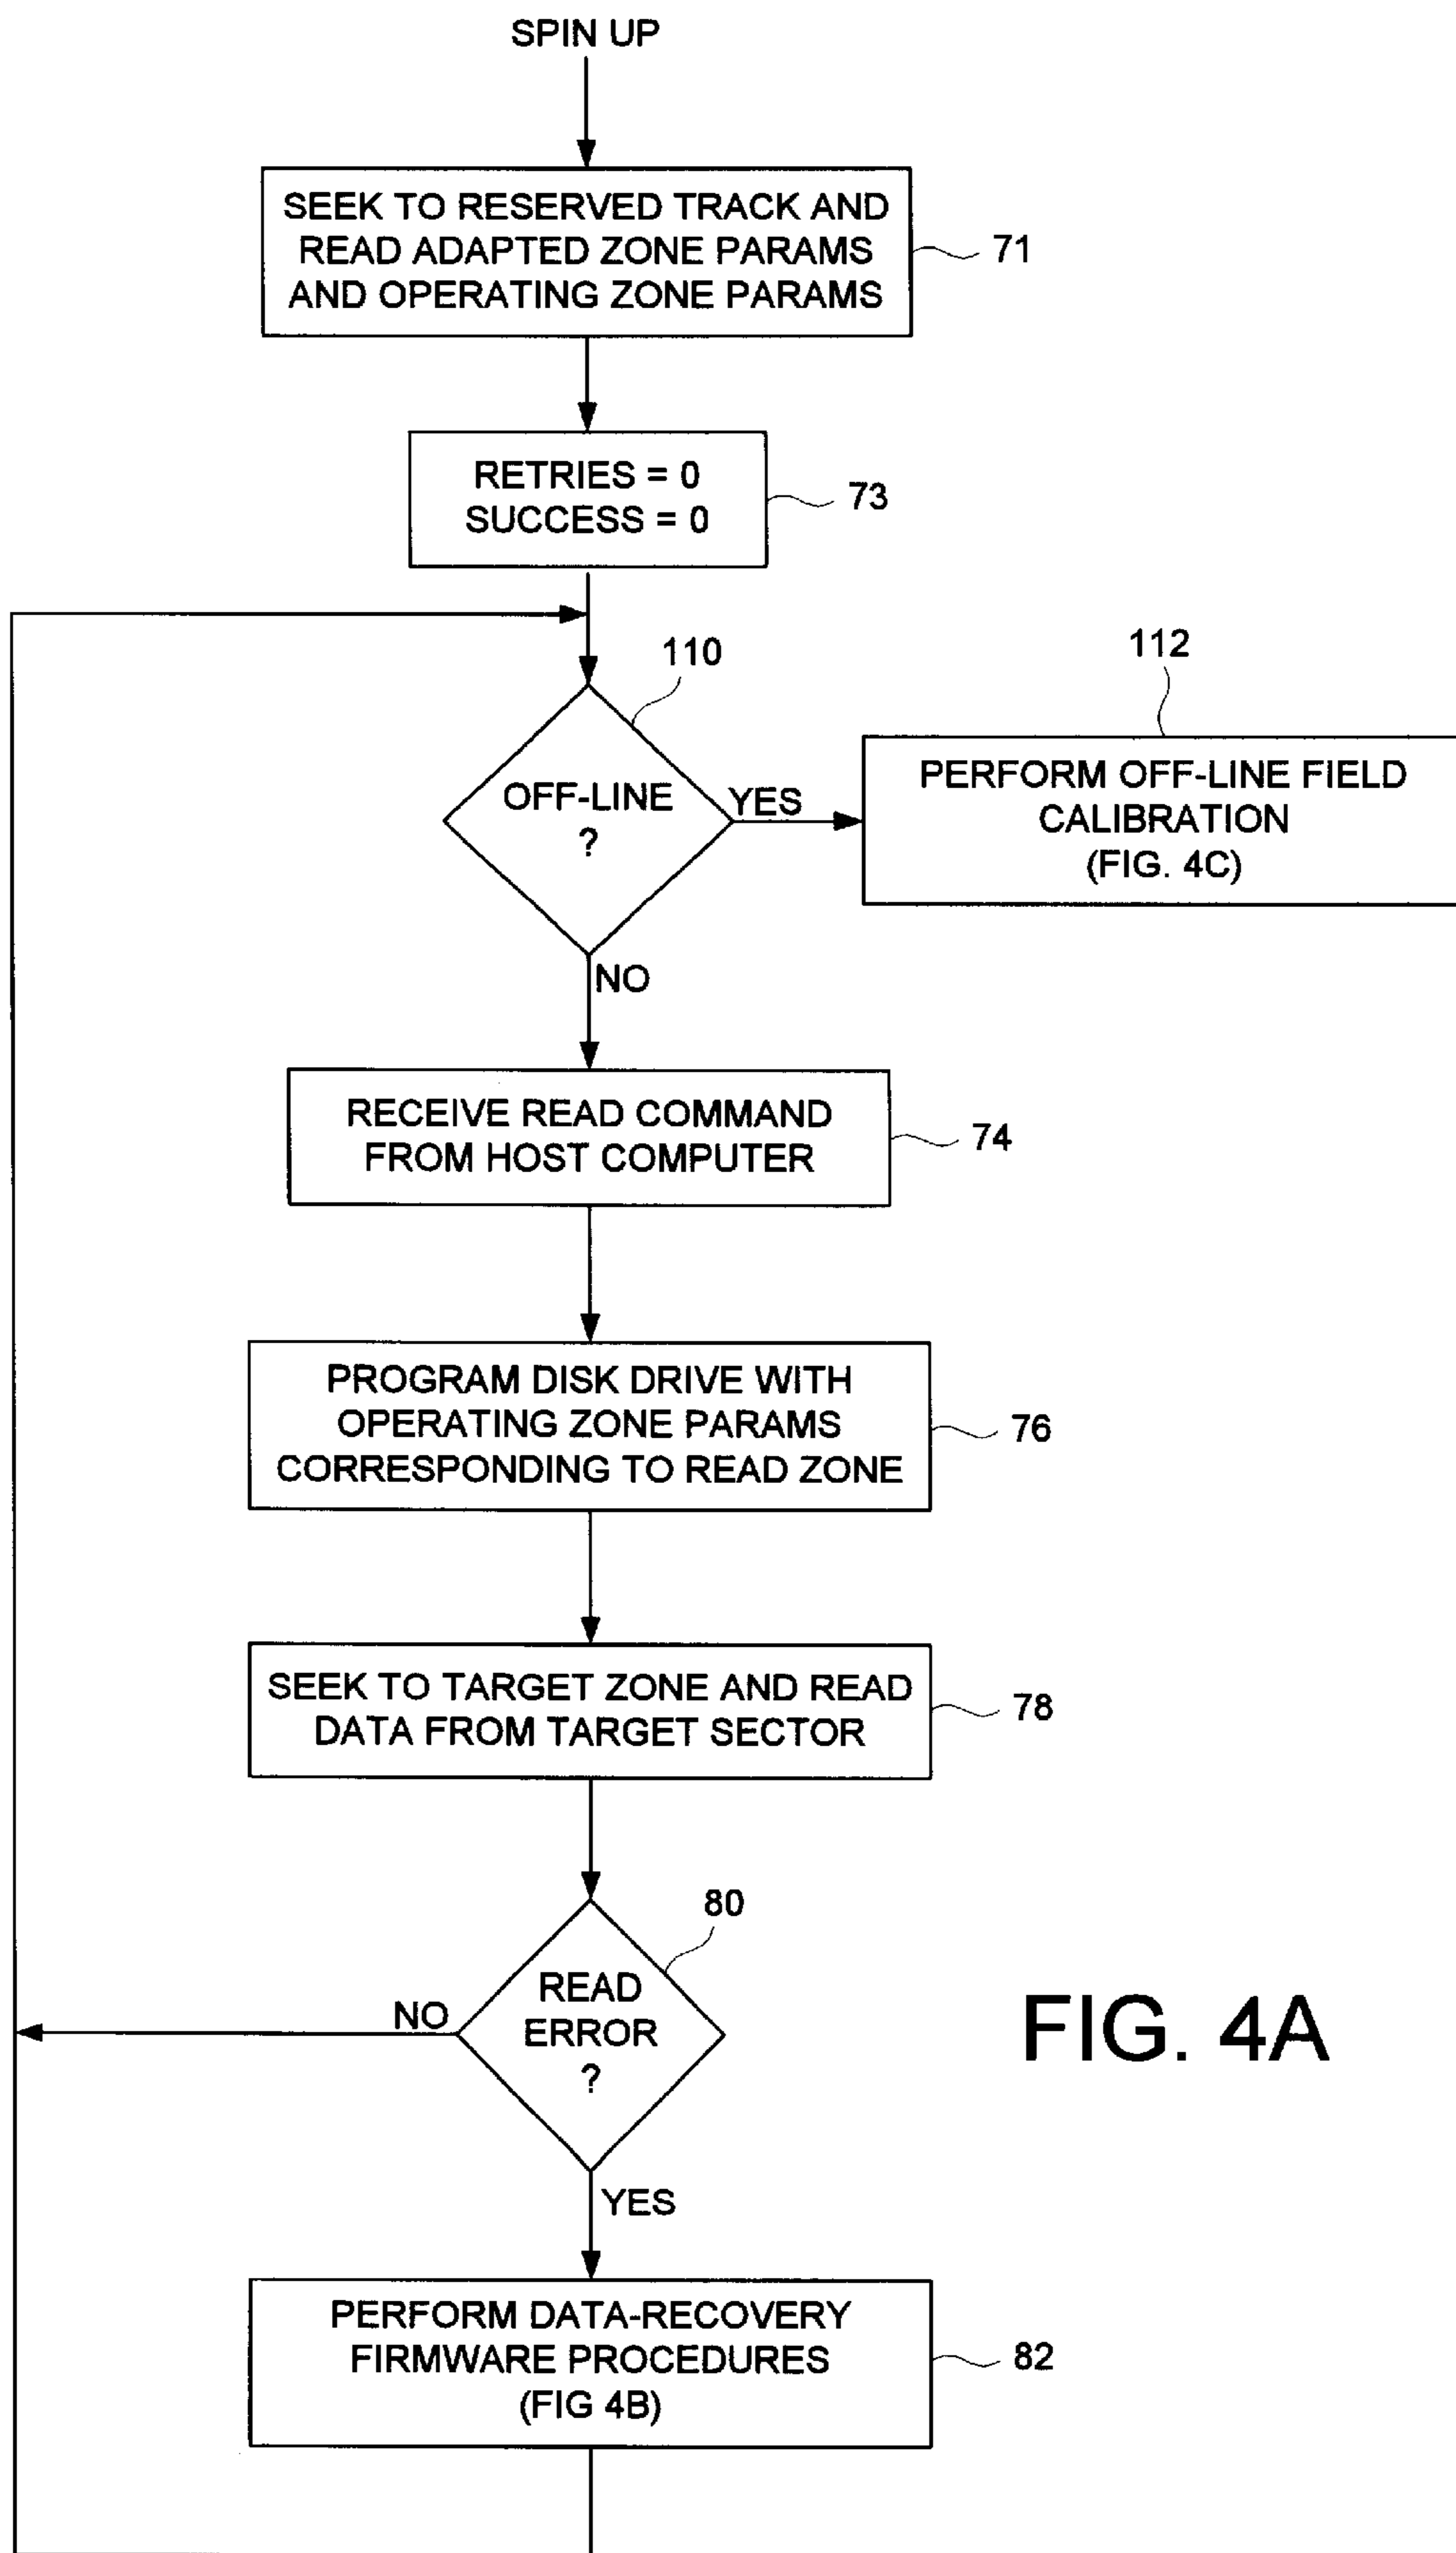 SPIN UP
SEEK TO RESERVED TRACK AND
READ ADAPTED ZONE PARAMS
AND OPERATING ZONE PARAMS
71
RETRIES = 0
SUCCESS = 0
73
110
OFF-LINE
?
YES
112
PERFORM OFF-LINE FIELD
CALIBRATION
(FIG. 4C)
NO
RECEIVE READ COMMAND
FROM HOST COMPUTER
74
PROGRAM DISK DRIVE WITH
OPERATING ZONE PARAMS
CORRESPONDING TO READ ZONE
76
SEEK TO TARGET ZONE AND READ
DATA FROM TARGET SECTOR
78
80
READ
ERROR
?
NO
YES
FIG. 4A
PERFORM DATA-RECOVERY
FIRMWARE PROCEDURES
(FIG 4B)
82